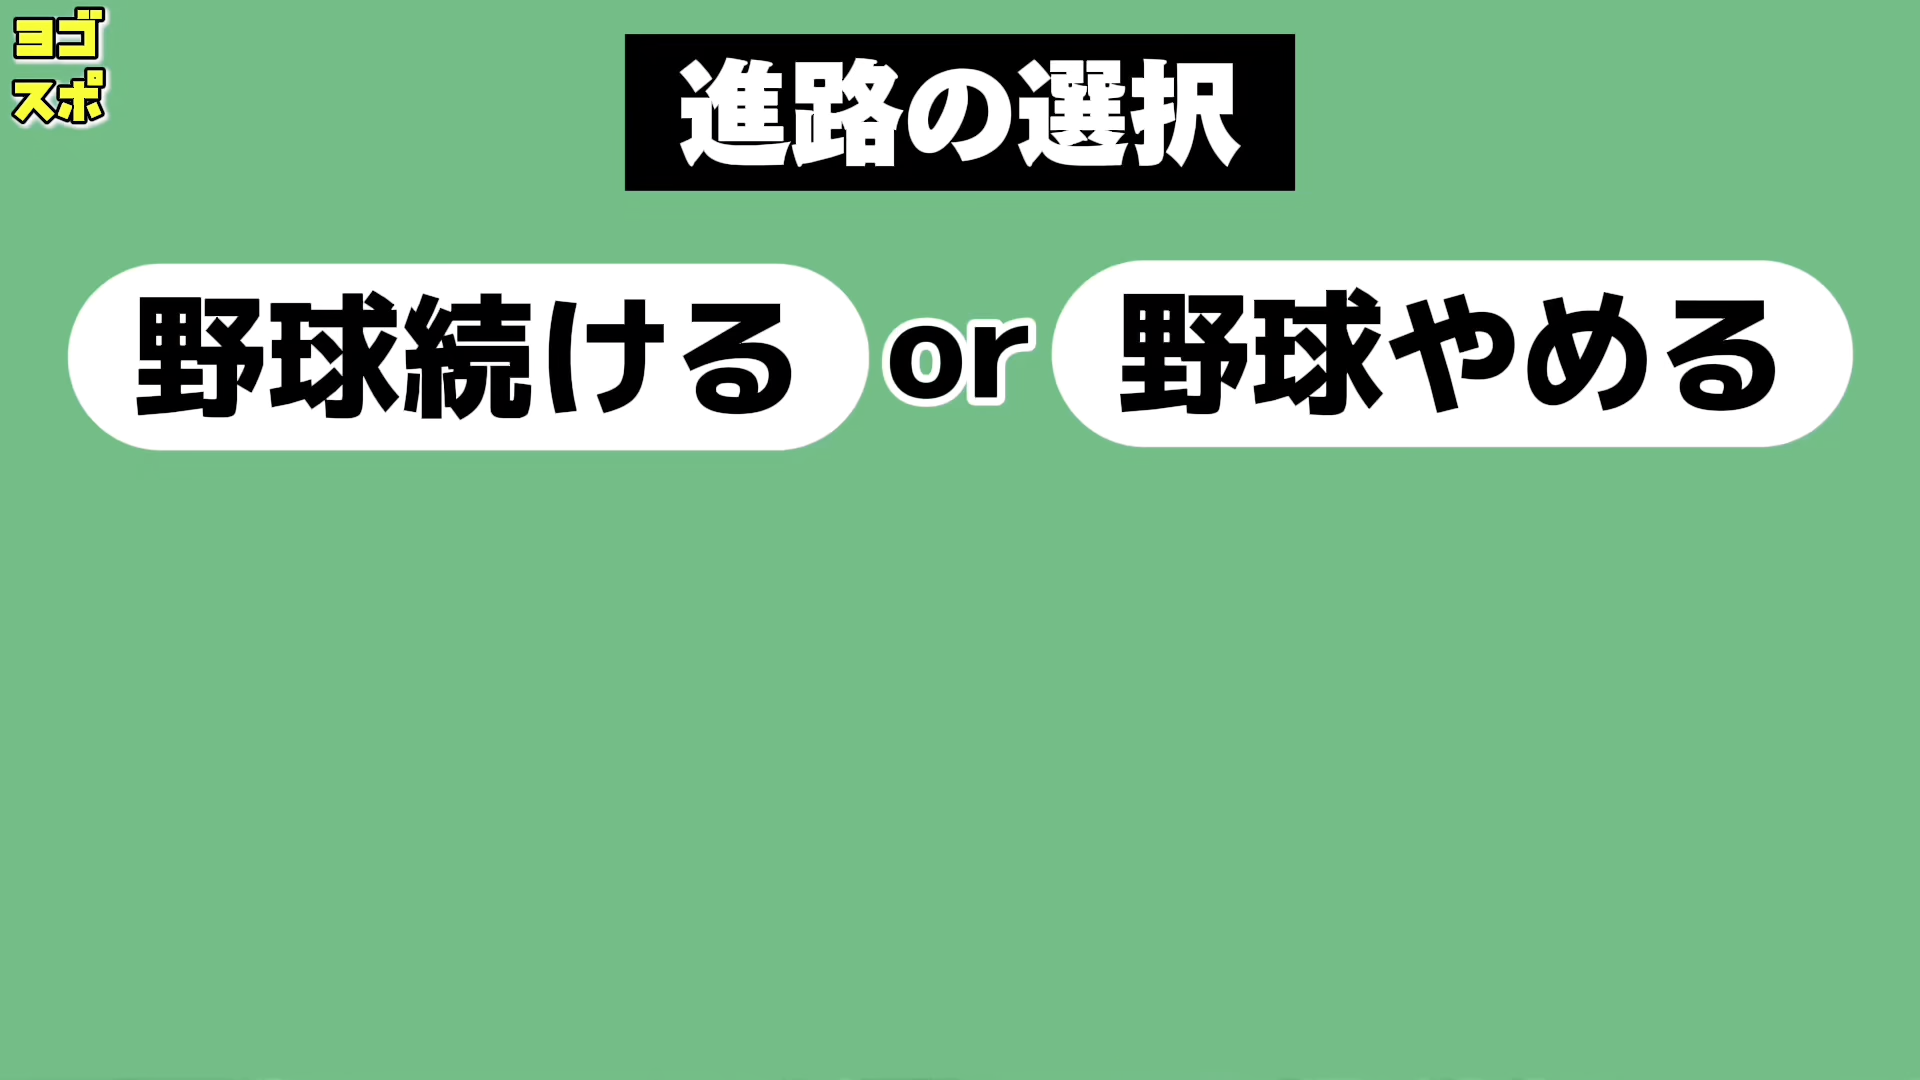 ヨゴ
スポ
進路の選択
野球続ける or 野球やめる